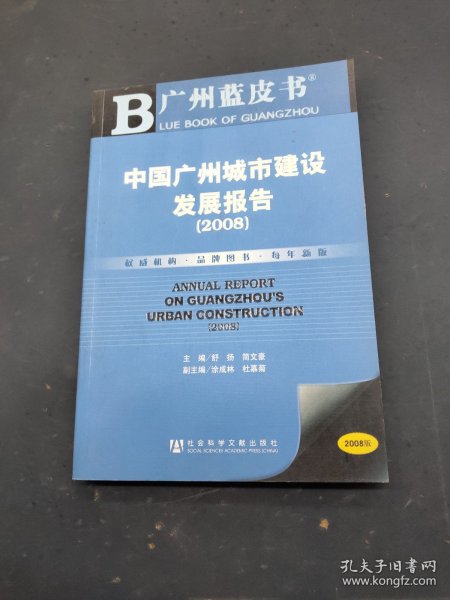 广州蓝皮书®
BLUE BOOK OF GUANGZHOU
中国广州城市建设
发展报告
(2008)
权威机构·品牌图书·每年新版
ANNUAL REPORT
ON GUANGZHOU'S
URBAN CONSTRUCTION
(2008)
主 编/舒 扬 简文豪
副主编/涂成林 杜慕菊
社会科学文献出版社
SOCIAL SCIENCES ACADEMIC PRESS (CHINA)
2008版
孔夫子旧书网
www.kongfz.com